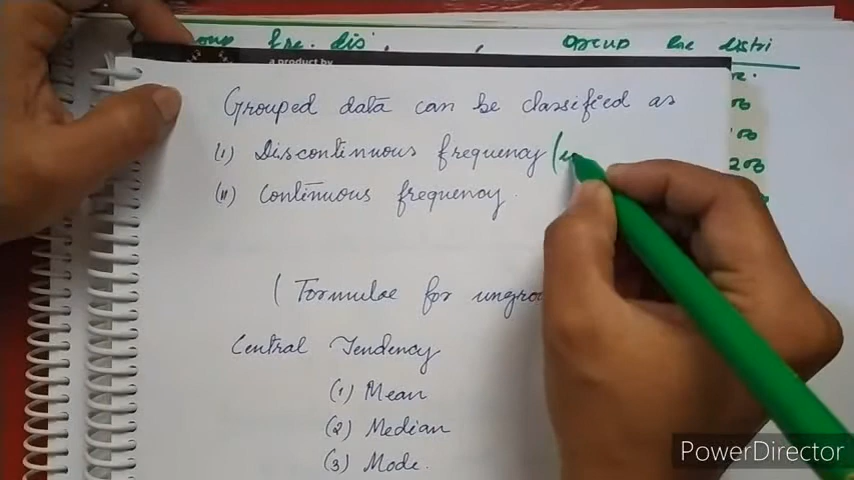 Group fre. dis. Group fre distri
a product by
Grouped data can be classified as
(i) Discontinuous frequency (u
200
(ii) Continuous frequency.
( Formulae for ungro
Central Tendency
(1) Mean
(2) Median
(3) Mode.
PowerDirector